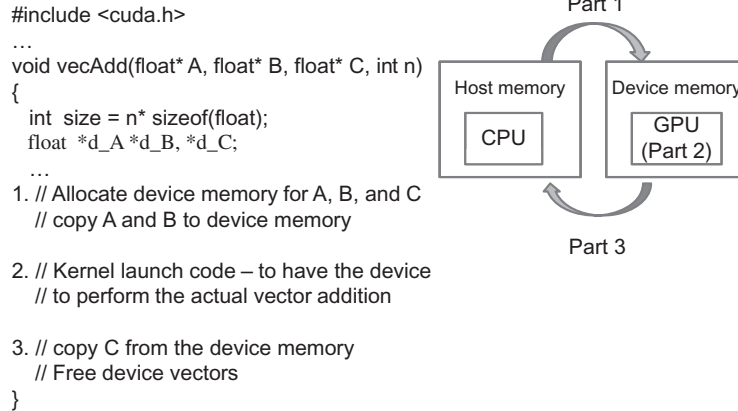 #include <cuda.h>
…
void vecAdd(float* A, float* B, float* C, int n)
{
int size = n* sizeof(float);
float *d_A *d_B, *d_C;
…
1. // Allocate device memory for A, B, and C
// copy A and B to device memory
2. // Kernel launch code – to have the device
// to perform the actual vector addition
3. // copy C from the device memory
// Free device vectors
}
Part 1
Host memory
CPU
Device memory
GPU
(Part 2)
Part 3